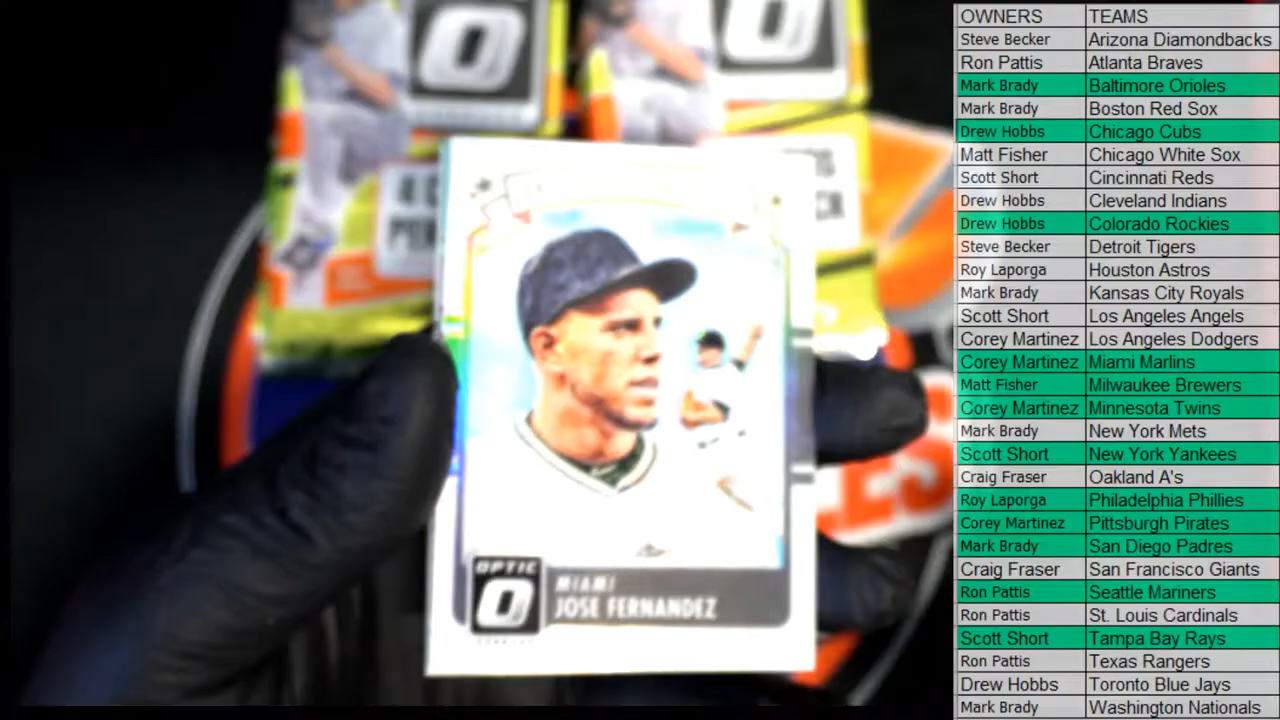 OWNERS TEAMS
Steve Becker Arizona Diamondbacks
Ron Pattis Atlanta Braves
Mark Brady Baltimore Orioles
Mark Brady Boston Red Sox
Drew Hobbs Chicago Cubs
Matt Fisher Chicago White Sox
Scott Short Cincinnati Reds
Drew Hobbs Cleveland Indians
Drew Hobbs Colorado Rockies
Steve Becker Detroit Tigers
Roy Laporga Houston Astros
Mark Brady Kansas City Royals
Scott Short Los Angeles Angels
Corey Martinez Los Angeles Dodgers
Corey Martinez Miami Marlins
Matt Fisher Milwaukee Brewers
Corey Martinez Minnesota Twins
Mark Brady New York Mets
Scott Short New York Yankees
Craig Fraser Oakland A's
Roy Laporga Philadelphia Phillies
Corey Martinez Pittsburgh Pirates
Mark Brady San Diego Padres
Craig Fraser San Francisco Giants
Ron Pattis Seattle Mariners
Ron Pattis St. Louis Cardinals
Scott Short Tampa Bay Rays
Ron Pattis Texas Rangers
Drew Hobbs Toronto Blue Jays
Mark Brady Washington Nationals
OPTIC
MIAMI
JOSE FERNANDEZ